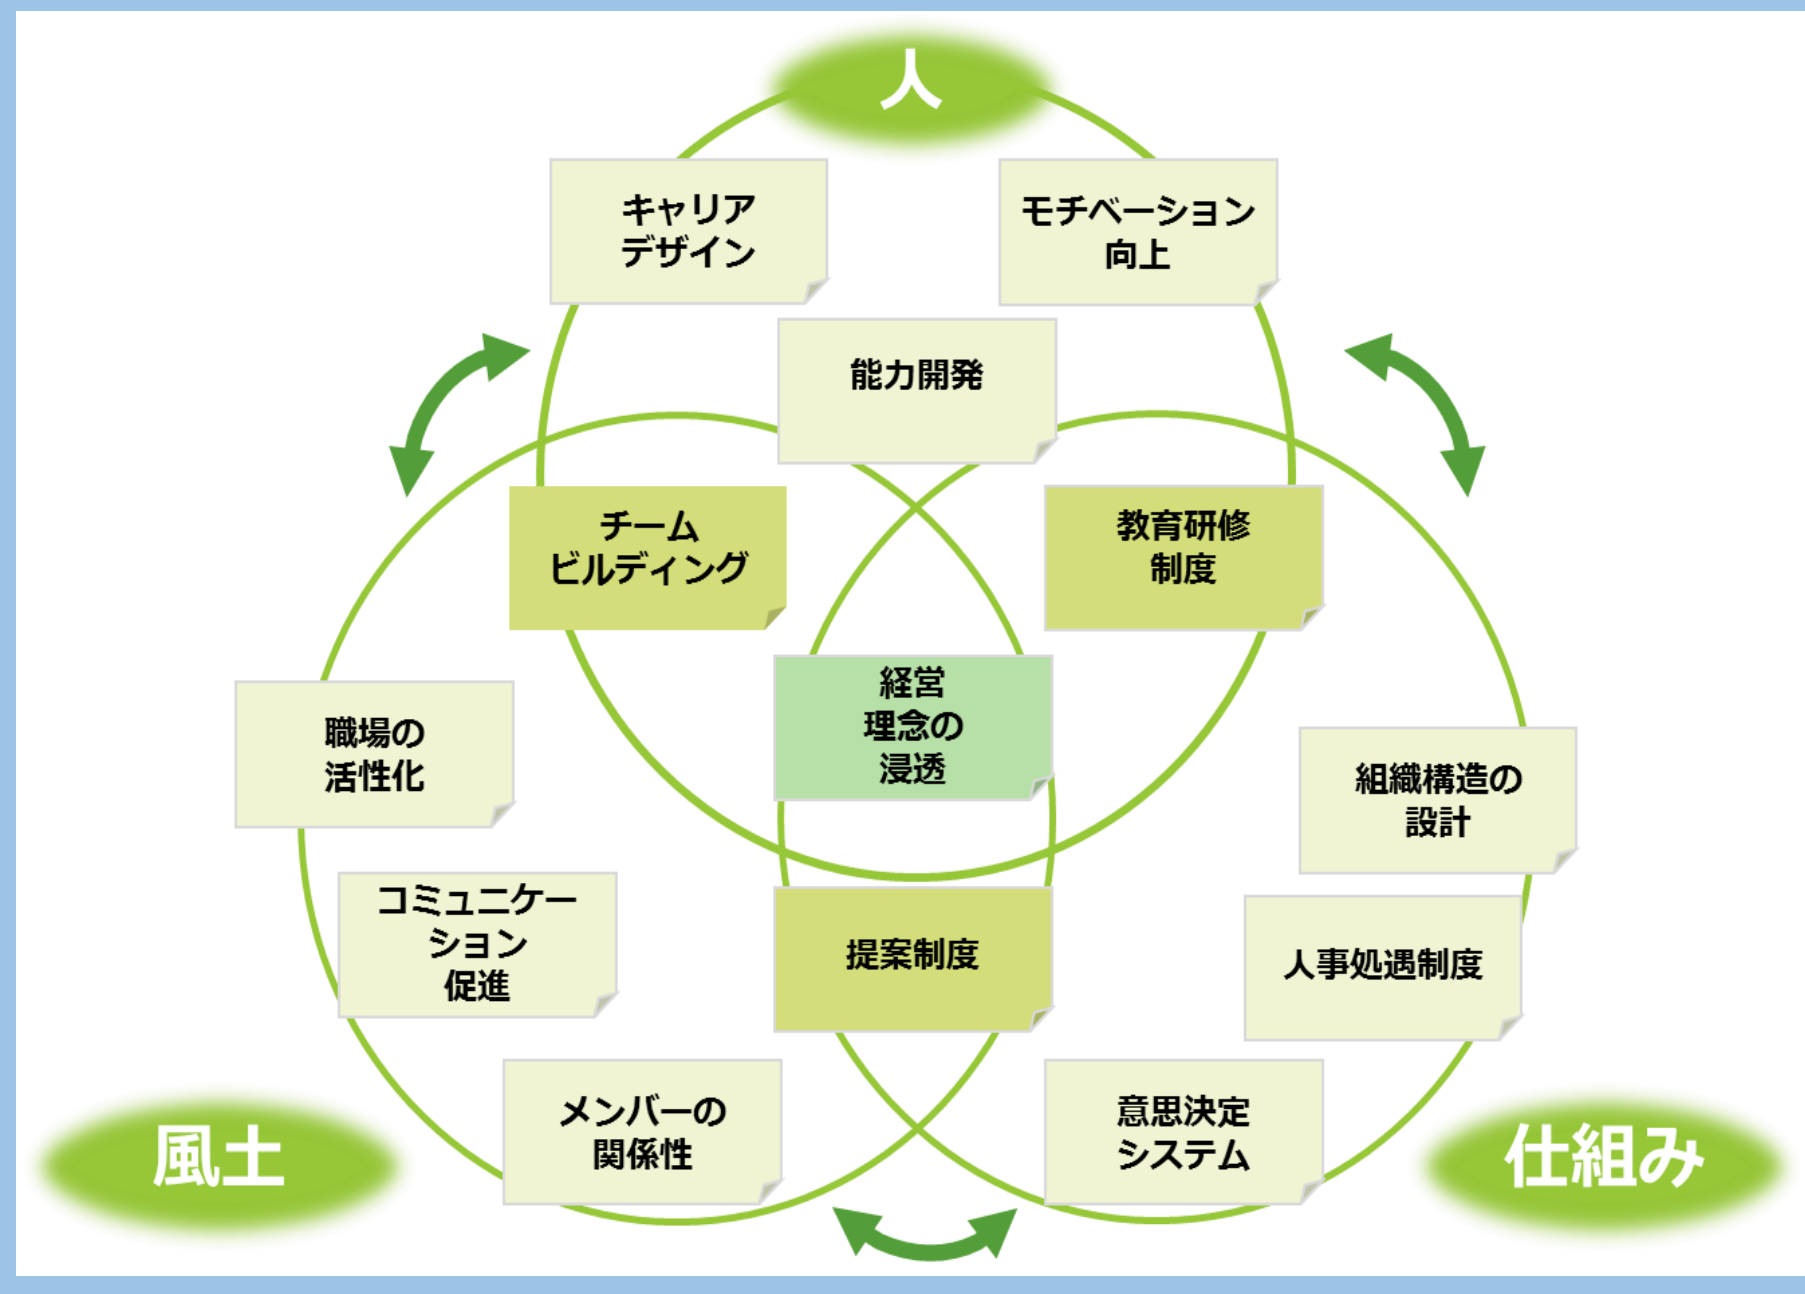 人
キャリア
デザイン
モチベーション
向上
能力開発
チーム
ビルディング
教育研修
制度
経営
理念の
浸透
職場の
活性化
組織構造の
設計
コミュニケー
ション
促進
提案制度
人事処遇制度
メンバーの
関係性
意思決定
システム
風土
仕組み